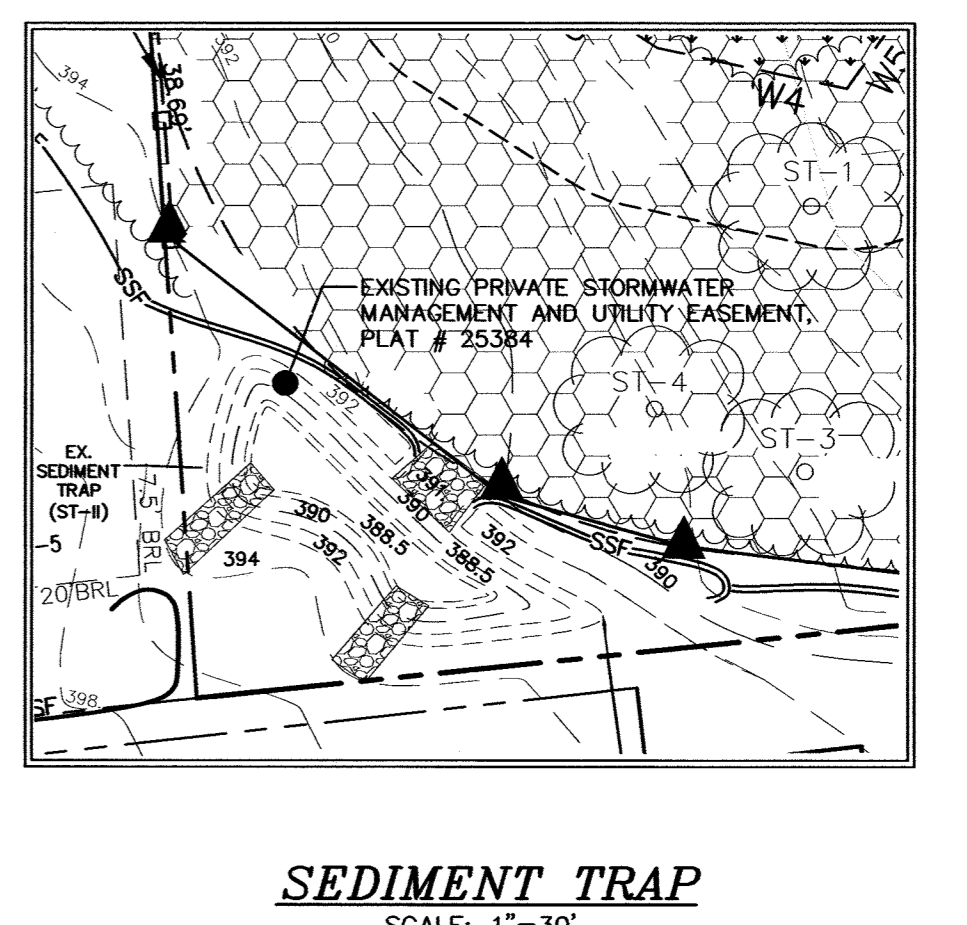 394
392
38.69'
W4
W5
ST-1
SSF
EXISTING PRIVATE STORMWATER
MANAGEMENT AND UTILITY EASEMENT,
PLAT # 25384
392
ST-4
ST-3
EX.
SEDIMENT
TRAP
(ST-II)
-5
7.5' BRL
20' BRL
391
390
390
388.5
392
392
388.5
394
SSF
390
398
SF
SEDIMENT TRAP